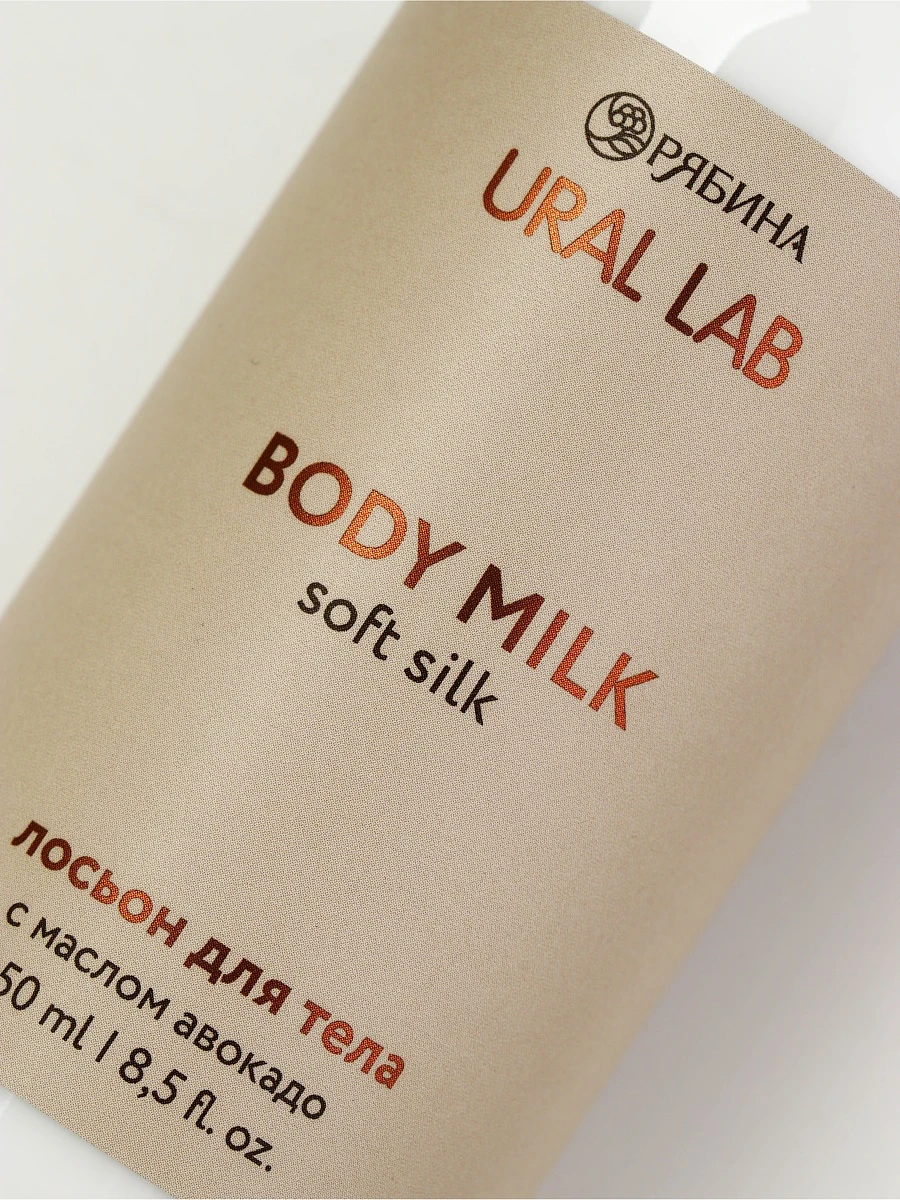 РЯБИНА
URAL LAB
BODY MILK
soft silk
лосьон для тела
с маслом авокадо
50 ml | 8,5 fl. oz.